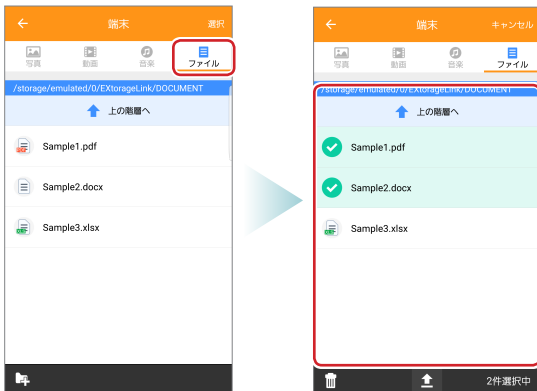 端末
選択
写真
動画
音楽
ファイル
/storage/emulated/0/EXtorageLink/DOCUMENT
上の階層へ
Sample1.pdf
Sample2.docx
Sample3.xlsx
端末
キャンセル
写真
動画
音楽
ファイル
/storage/emulated/0/EXtorageLink/DOCUMENT
上の階層へ
Sample1.pdf
Sample2.docx
Sample3.xlsx
2件選択中